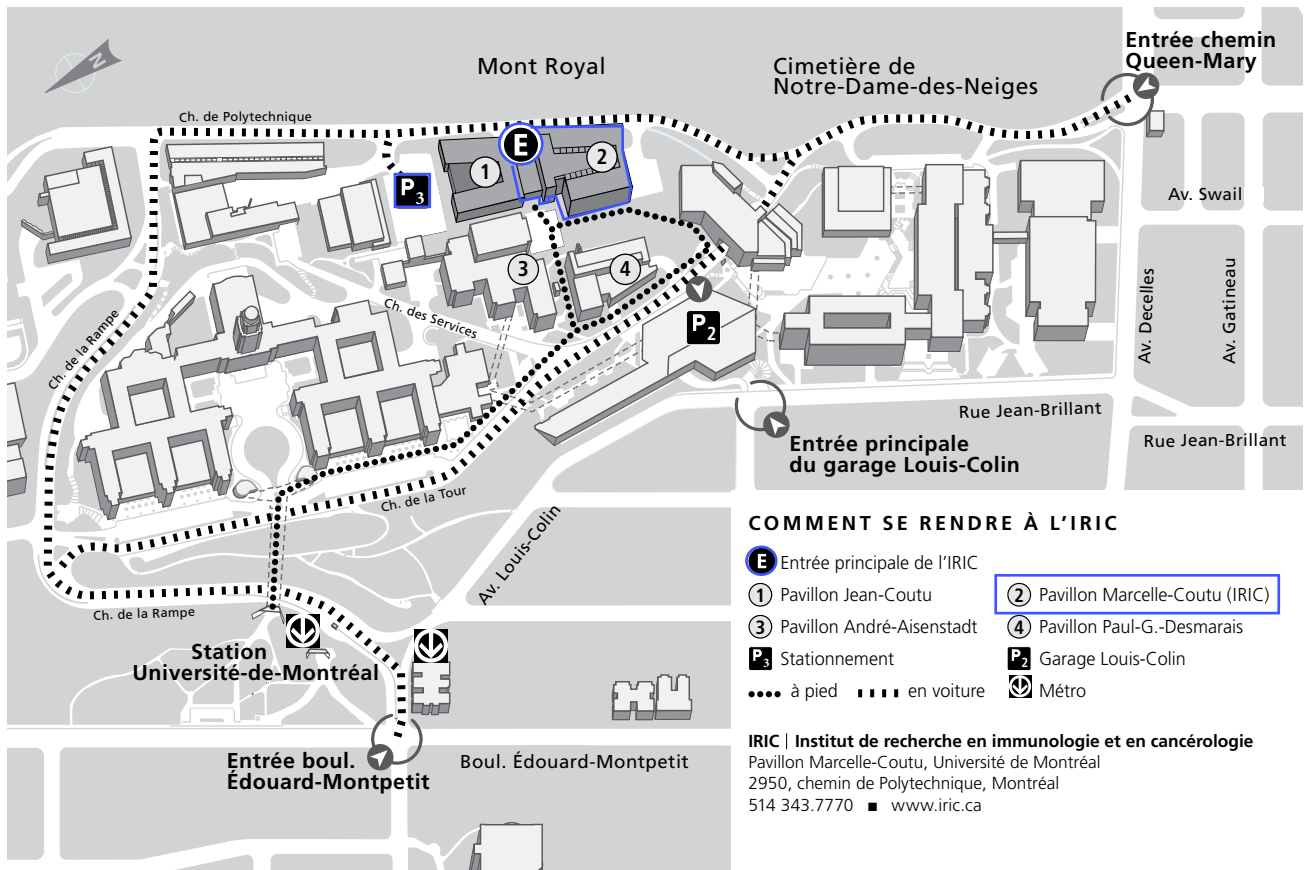 N
Mont Royal
Cimetière de
Notre-Dame-des-Neiges
Entrée chemin
Queen-Mary
Ch. de Polytechnique
E
1
2
P3
Av. Swail
3
4
Ch. des Services
P2
Ch. de la Rampe
Av. Decelles
Av. Gatineau
Rue Jean-Brillant
Rue Jean-Brillant
Entrée principale
du garage Louis-Colin
Ch. de la Tour
Av. Louis-Colin
Ch. de la Rampe
Station
Université-de-Montréal
Entrée boul.
Édouard-Montpetit
Boul. Édouard-Montpetit
COMMENT SE RENDRE À L’IRIC
E Entrée principale de l’IRIC
1 Pavillon Jean-Coutu
2 Pavillon Marcelle-Coutu (IRIC)
3 Pavillon André-Aisenstadt
4 Pavillon Paul-G.-Desmarais
P3 Stationnement
P2 Garage Louis-Colin
à pied en voiture
Métro
IRIC | Institut de recherche en immunologie et en cancérologie
Pavillon Marcelle-Coutu, Université de Montréal
2950, chemin de Polytechnique, Montréal
514 343.7770 ■ www.iric.ca